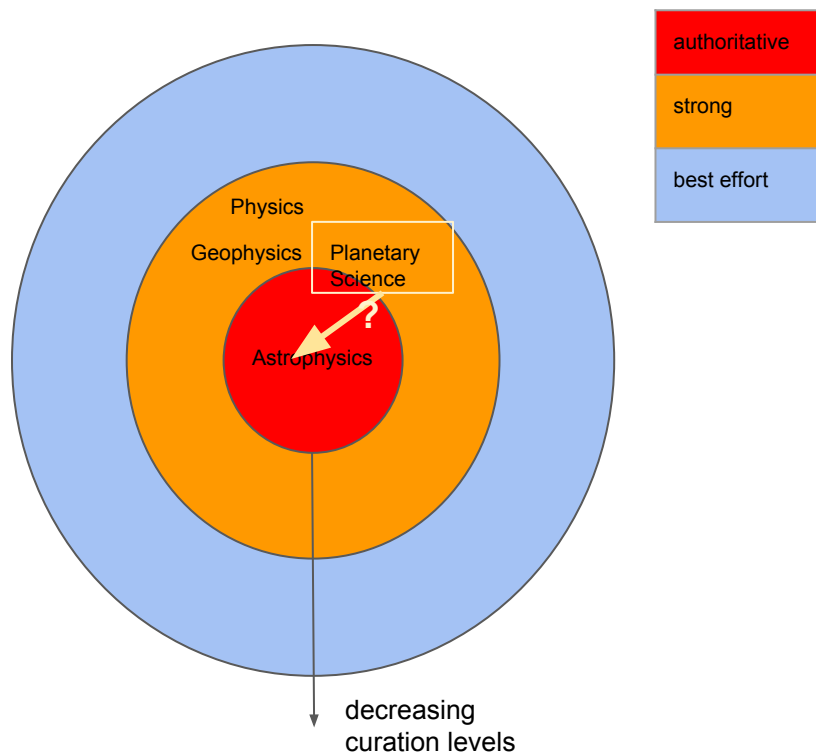 authoritative
strong
best effort
Physics
Geophysics
Planetary
Science
?
Astrophysics
decreasing
curation levels